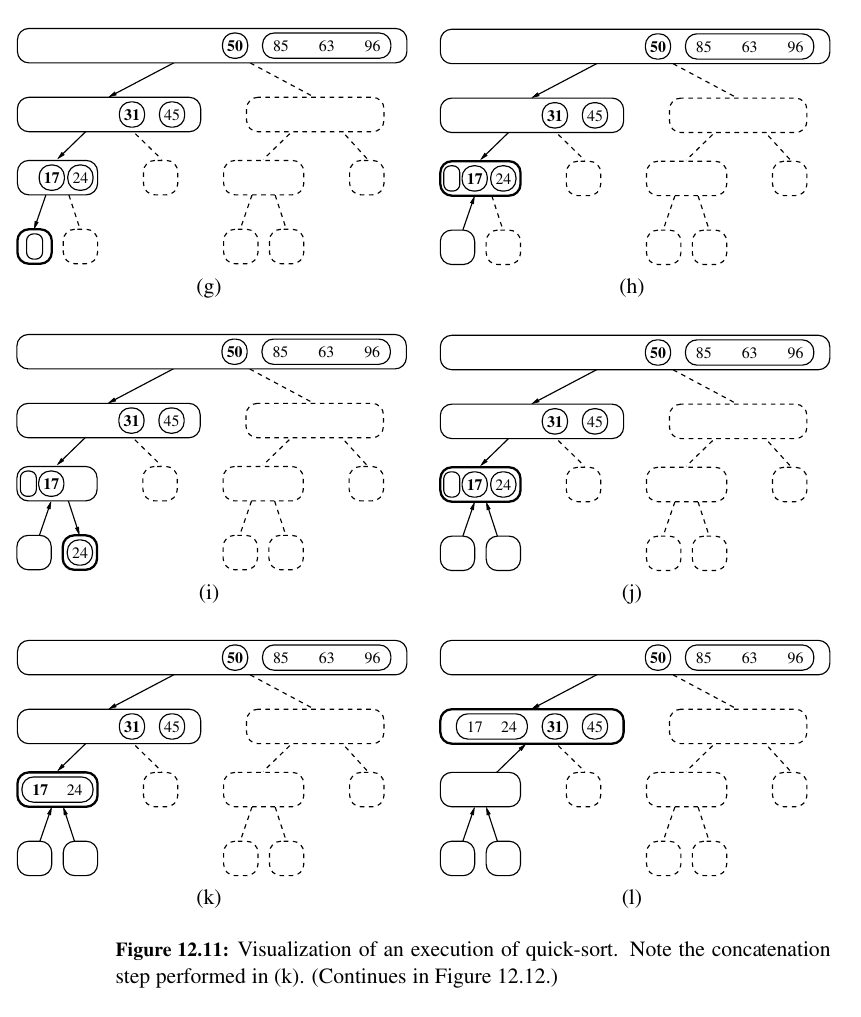 50 85 63 96 50 85 63 96
31 45 31 45
17 24 17 24
(g) (h)
50 85 63 96 50 85 63 96
31 45 31 45
17 17 24
24
(i) (j)
50 85 63 96 50 85 63 96
31 45 17 24 31 45
17 24
(k) (l)
Figure 12.11: Visualization of an execution of quick-sort. Note the concatenation
step performed in (k). (Continues in Figure 12.12.)